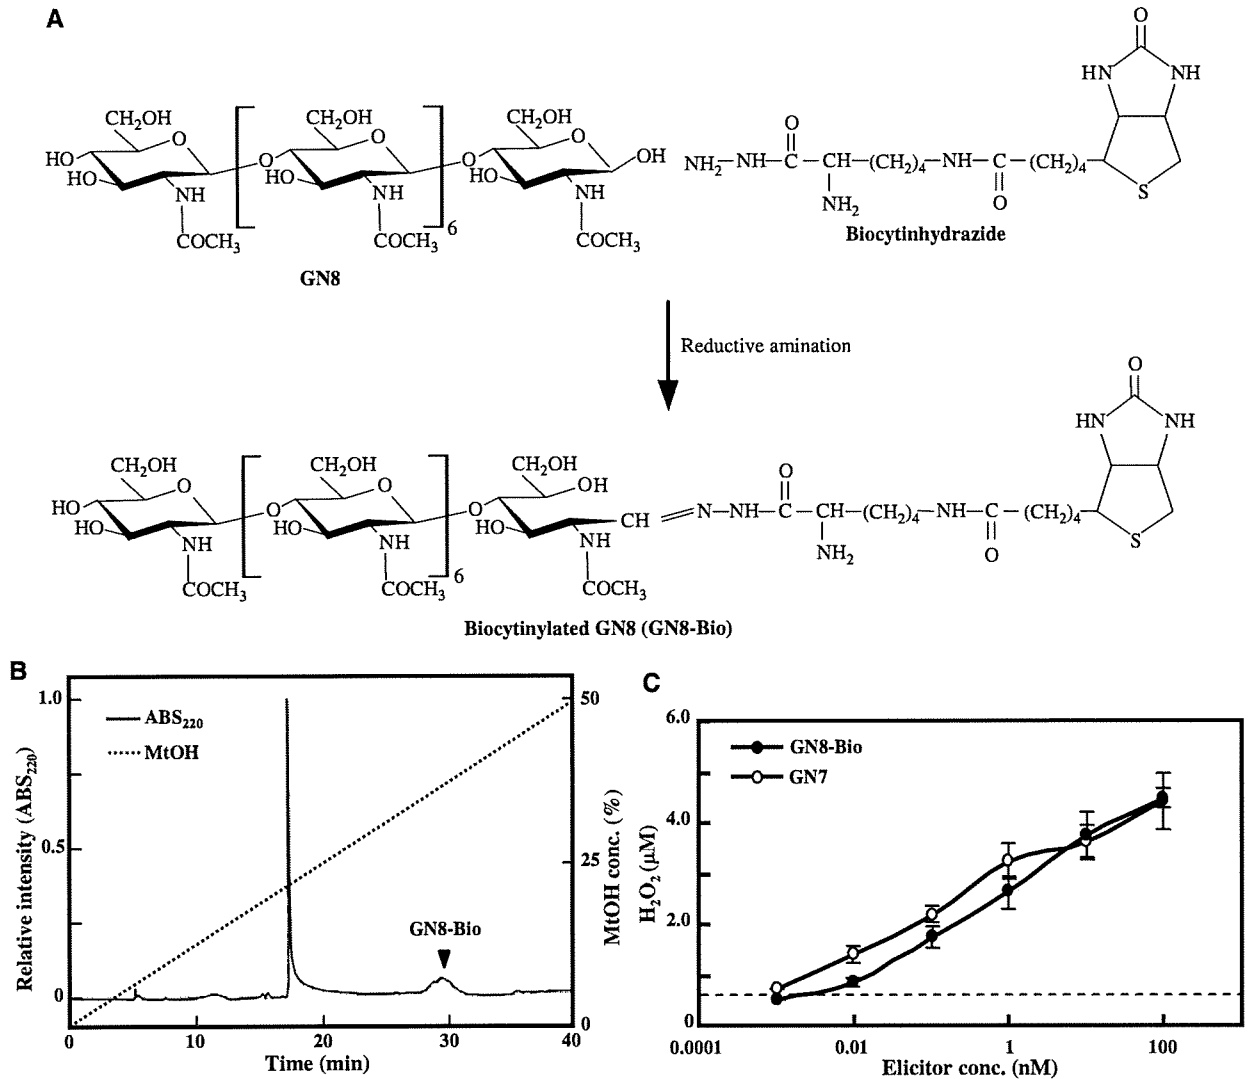 A
CH2OH CH2OH CH2OH
HO O O O O O OH
HO HO HO
NH NH NH
COCH3 COCH3 6 COCH3
GN8
O
HN NH
S
O
NH2-NH-C-CH-(CH2)4-NH-C-(CH2)4
NH2 O
Biocytinhydrazide
Reductive amination
CH2OH CH2OH CH2OH
HO O O O O OH
HO HO HO CH=N-NH-C-CH-(CH2)4-NH-C-(CH2)4
O
NH2 O
O
HN NH
S
NH NH NH
COCH3 COCH3 6 COCH3
Biocytinylated GN8 (GN8-Bio)
B
Relative intensity (ABS220)
1.0
0.5
0
ABS220
MtOH
GN8-Bio
50
25
0
MtOH conc. (%)
0 10 20 30 40
Time (min)
C
H2O2 (μM)
6.0
4.0
2.0
0
GN8-Bio
GN7
0.0001 0.01 1 100
Elicitor conc. (nM)